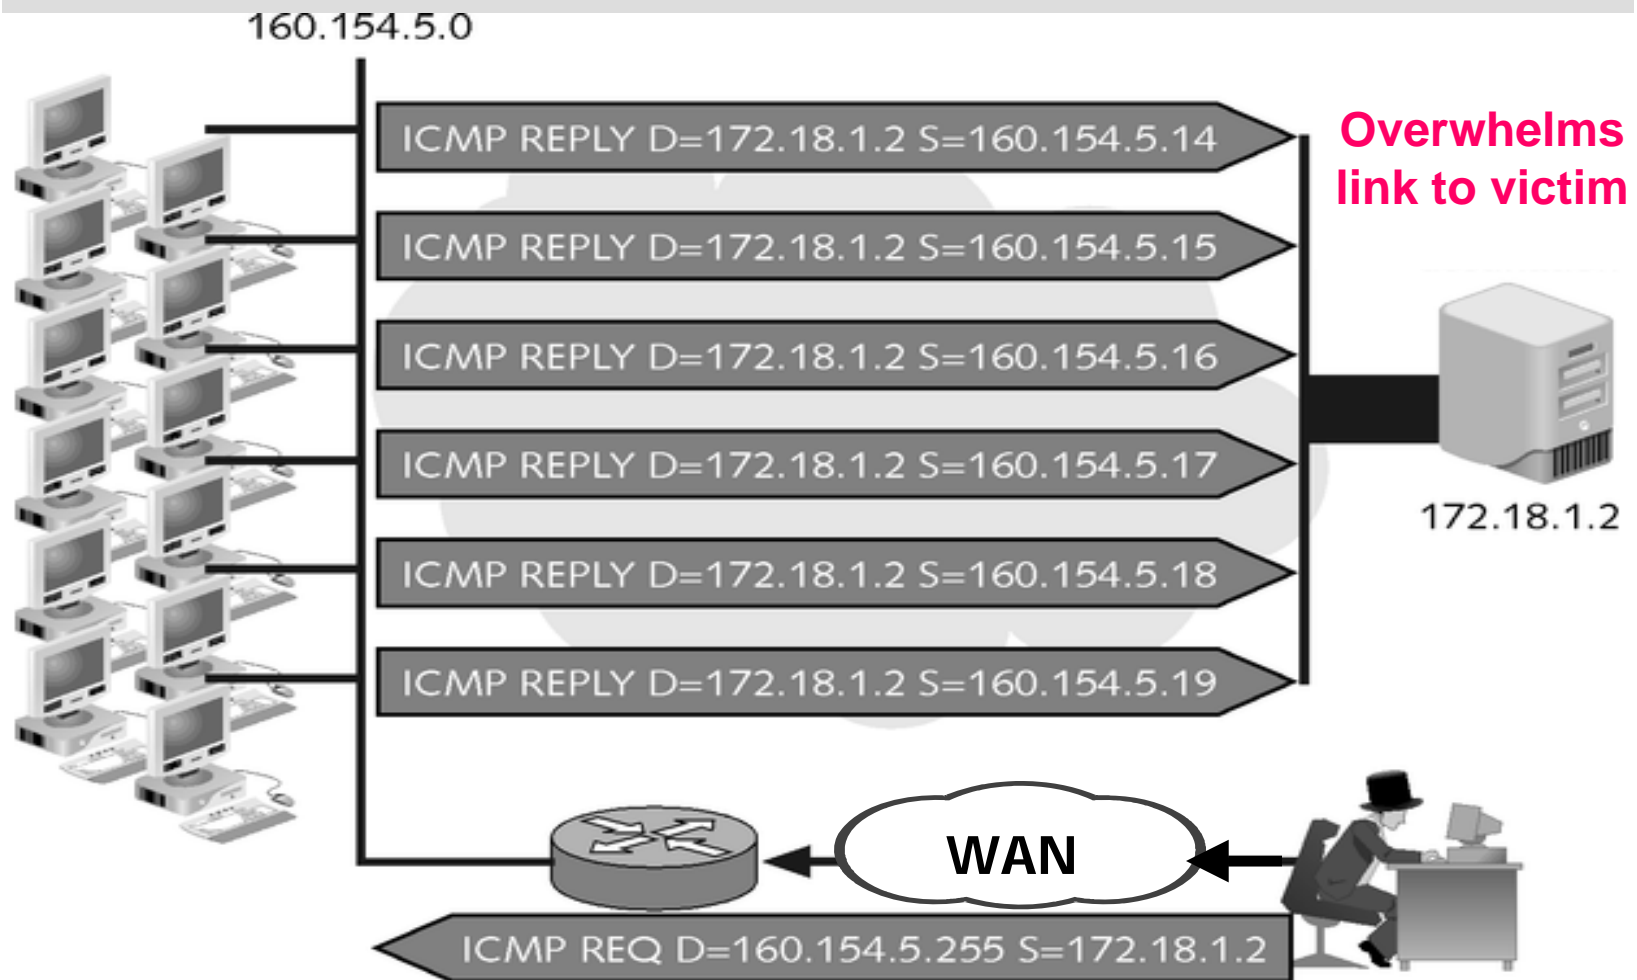 160.154.5.0
ICMP REPLY D=172.18.1.2 S=160.154.5.14
Overwhelms
link to victim
ICMP REPLY D=172.18.1.2 S=160.154.5.15
ICMP REPLY D=172.18.1.2 S=160.154.5.16
ICMP REPLY D=172.18.1.2 S=160.154.5.17
172.18.1.2
ICMP REPLY D=172.18.1.2 S=160.154.5.18
ICMP REPLY D=172.18.1.2 S=160.154.5.19
WAN
ICMP REQ D=160.154.5.255 S=172.18.1.2